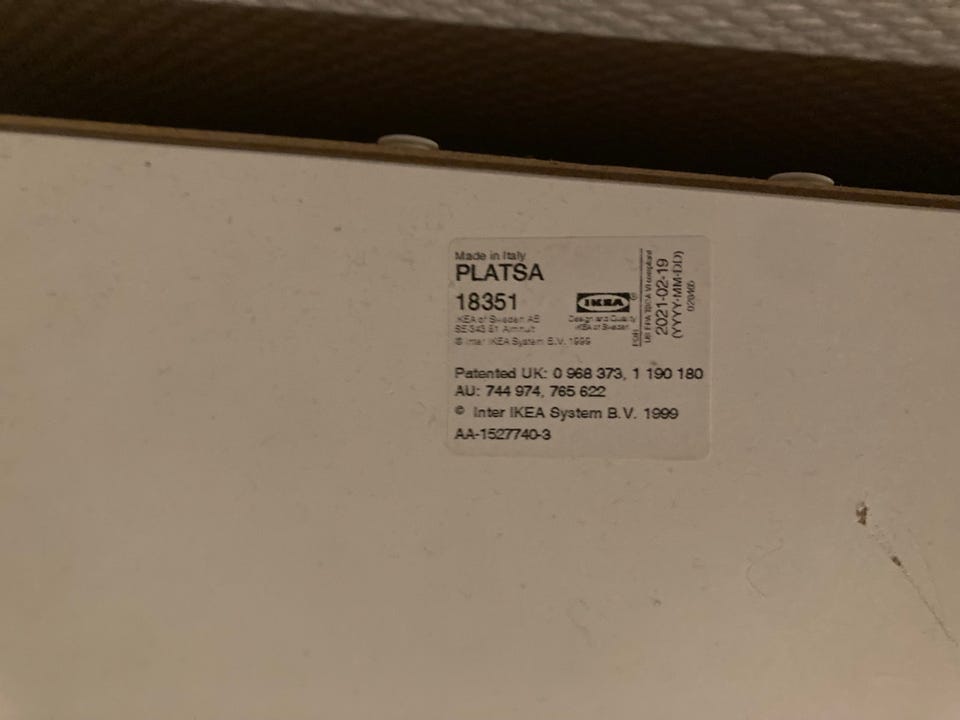 Made in Italy
PLATSA
18351
IKEA of Sweden AB
SE-343 81 Älmhult
© Inter IKEA System B.V. 1999
IKEA®
Design and Quality
IKEA of Sweden
2021-02-19
(YYYY-MM-DD)
Patented UK: 0 968 373, 1 190 180
AU: 744 974, 765 622
© Inter IKEA System B.V. 1999
AA-1527740-3